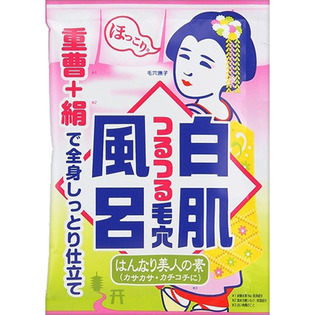 ほっこり
毛穴撫子
重曹+絹で全身しっとり仕立て
白肌
つるつる毛穴
風呂
はんなり美人の素
(カサカサ・カチコチに)